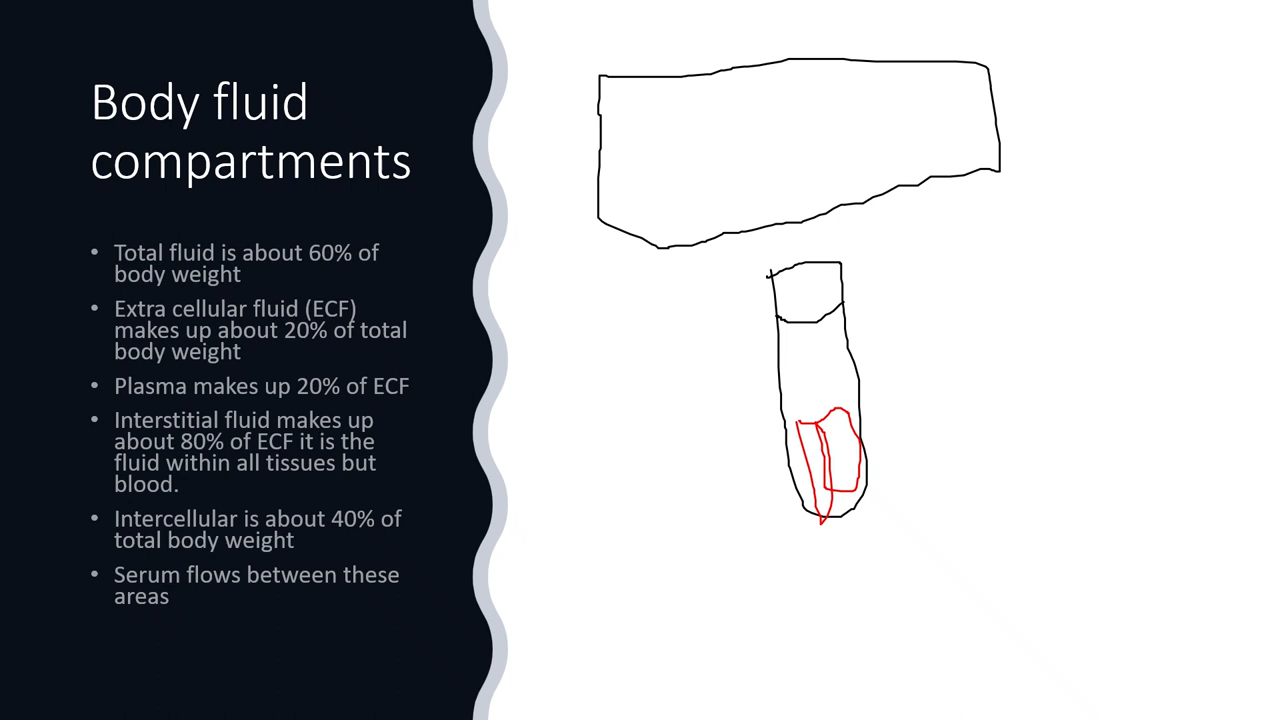 Body fluid
compartments
• Total fluid is about 60% of
body weight
• Extra cellular fluid (ECF)
makes up about 20% of total
body weight
• Plasma makes up 20% of ECF
• Interstitial fluid makes up
about 80% of ECF it is the
fluid within all tissues but
blood.
• Intercellular is about 40% of
total body weight
• Serum flows between these
areas